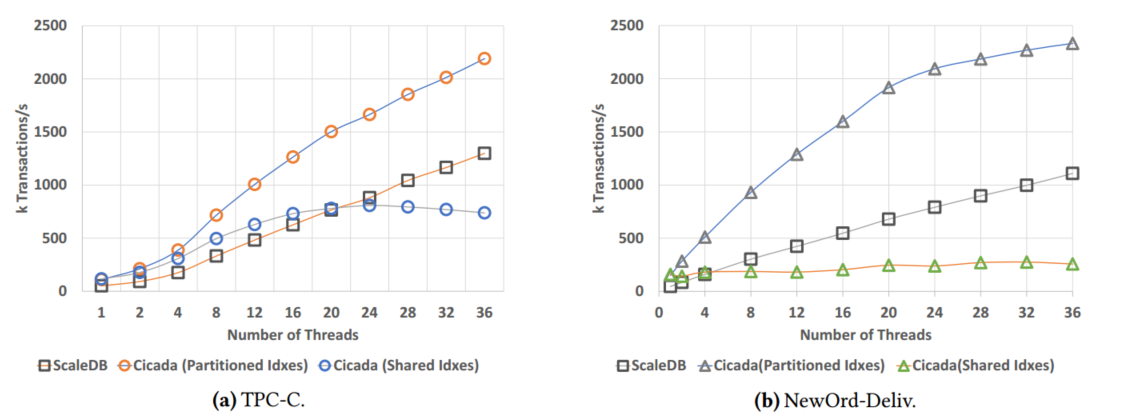 2500
2000
1500
1000
500
0
k Transactions/s
1 2 4 8 12 16 20 24 28 32 36
Number of Threads
ScaleDB Cicada (Partitioned Idxes) Cicada (Shared Idxes)
(a) TPC-C.
2500
2000
1500
1000
500
0
k Transactions/s
0 4 8 12 16 20 24 28 32 36
Number of Threads
ScaleDB Cicada(Partitioned Idxes) Cicada(Shared Idxes)
(b) NewOrd-Deliv.